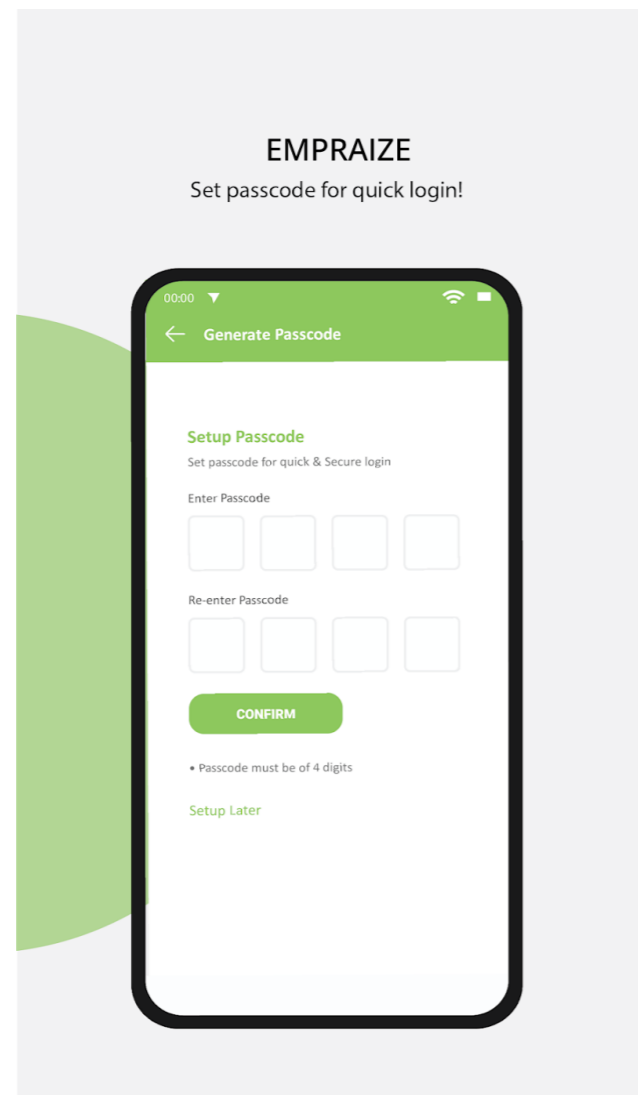 EMPRAIZE
Set passcode for quick login!
00:00
Generate Passcode
Setup Passcode
Set passcode for quick & Secure login
Enter Passcode
Re-enter Passcode
CONFIRM
• Passcode must be of 4 digits
Setup Later